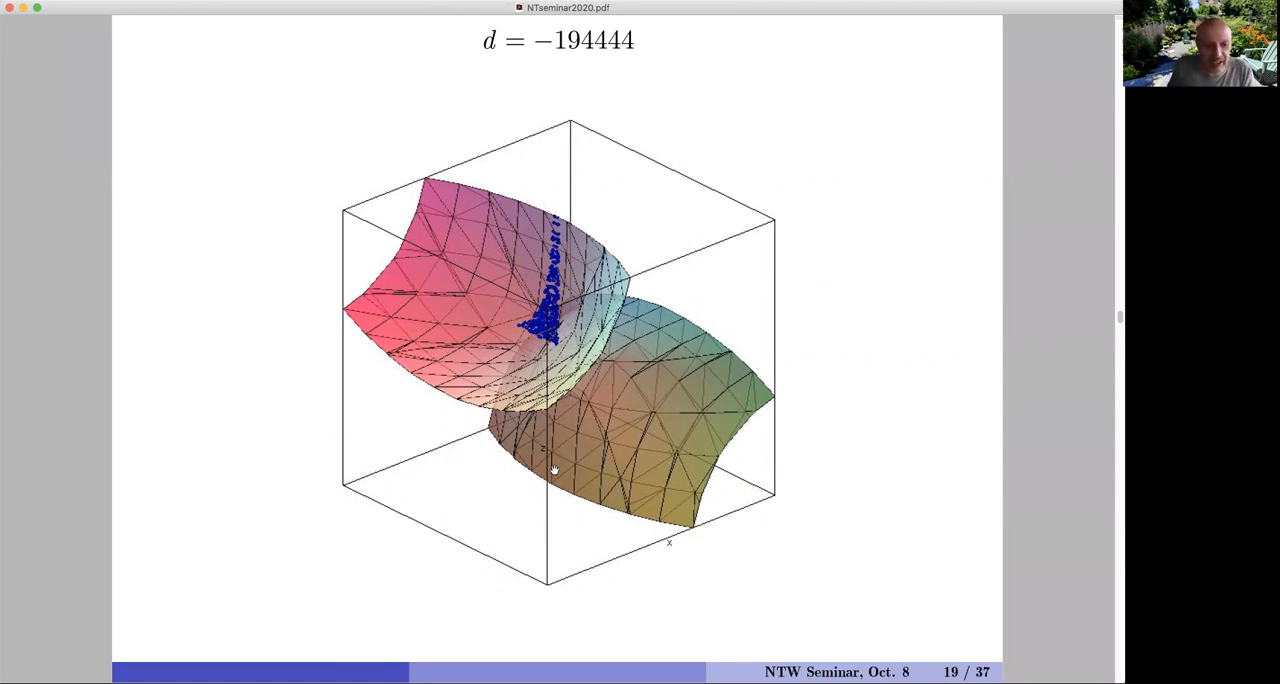 NTseminar2020.pdf
d = −194444
z
x
NTW Seminar, Oct. 8 19 / 37